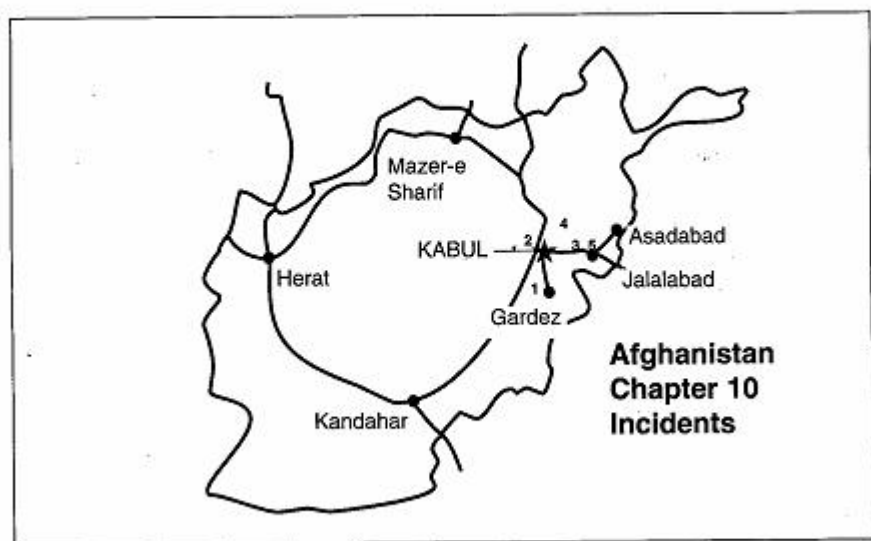 Mazer-e
Sharif
4
KABUL
2
3
5
Asadabad
Jalalabad
Herat
1
Gardez
Afghanistan
Chapter 10
Incidents
Kandahar